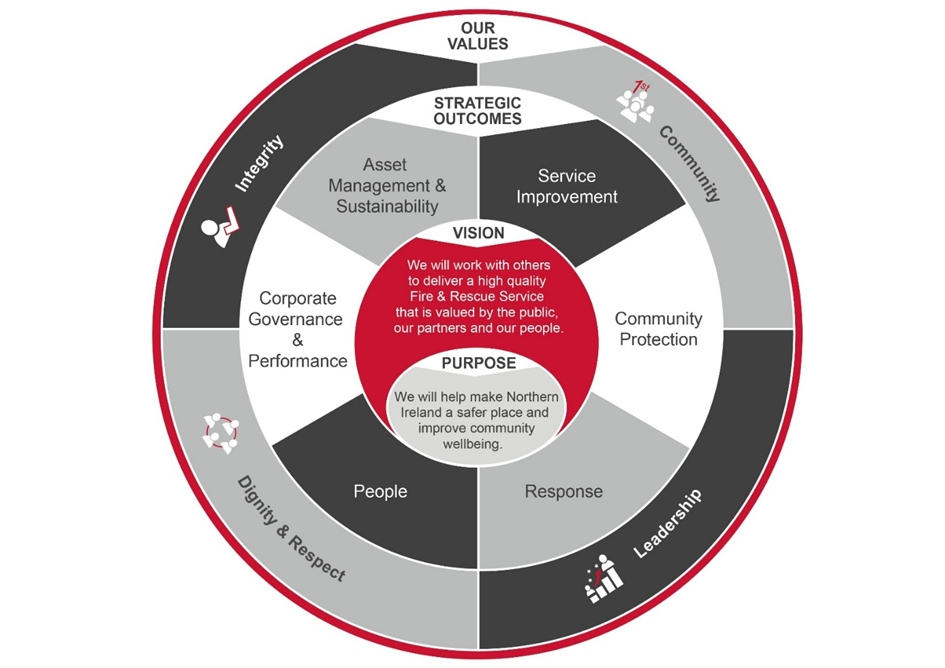 OUR
VALUES
Integrity
1st
Community
Leadership
Dignity & Respect
STRATEGIC
OUTCOMES
Asset
Management &
Sustainability
Service
Improvement
Community
Protection
Response
People
Corporate
Governance
&
Performance
VISION
We will work with others
to deliver a high quality
Fire & Rescue Service
that is valued by the public,
our partners and our people.
PURPOSE
We will help make Northern
Ireland a safer place and
improve community
wellbeing.